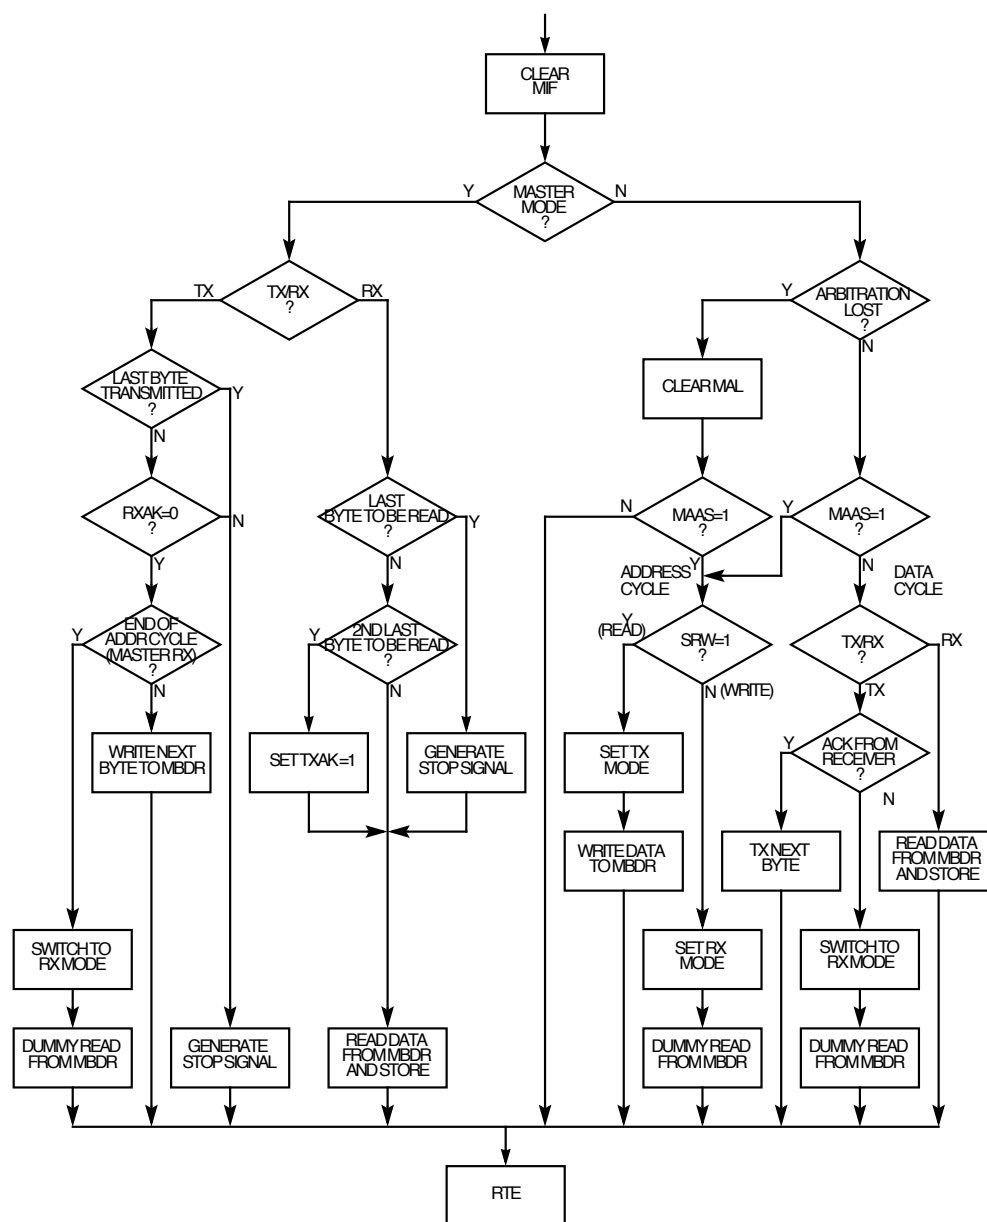 CLEAR
MIF
Y
MASTER
MODE
?
N
TX
TX/RX
?
RX
Y
ARBITRATION
LOST
?
N
LAST BYTE
TRANSMITTED
?
Y
N
CLEAR MAL
RXAK=0
?
N
Y
LAST
BYTE TO BE READ
?
Y
N
N
MAAS=1
?
Y
Y
MAAS=1
?
N
ADDRESS
CYCLE
DATA
CYCLE
Y
END OF
ADDR CYCLE
(MASTER RX)
?
N
Y
2ND LAST
BYTE TO BE READ
?
N
Y
(READ)
SRW=1
?
N (WRITE)
TX/RX
?
RX
TX
WRITE NEXT
BYTE TO MBDR
SET TXAK =1
GENERATE
STOP SIGNAL
SET TX
MODE
Y
ACK FROM
RECEIVER
?
N
WRITE DATA
TO MBDR
TX NEXT
BYTE
READ DATA
FROM MBDR
AND STORE
SWITCH TO
RX MODE
SET RX
MODE
SWITCH TO
RX MODE
DUMMY READ
FROM MBDR
GENERATE
STOP SIGNAL
READ DATA
FROM MBDR
AND STORE
DUMMY READ
FROM MBDR
DUMMY READ
FROM MBDR
RTE